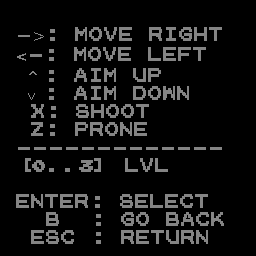 ->: MOVE RIGHT
<-: MOVE LEFT
^: AIM UP
v: AIM DOWN
X: SHOOT
Z: PRONE
--------------
[0..3] LVL
ENTER: SELECT
B : GO BACK
ESC : RETURN